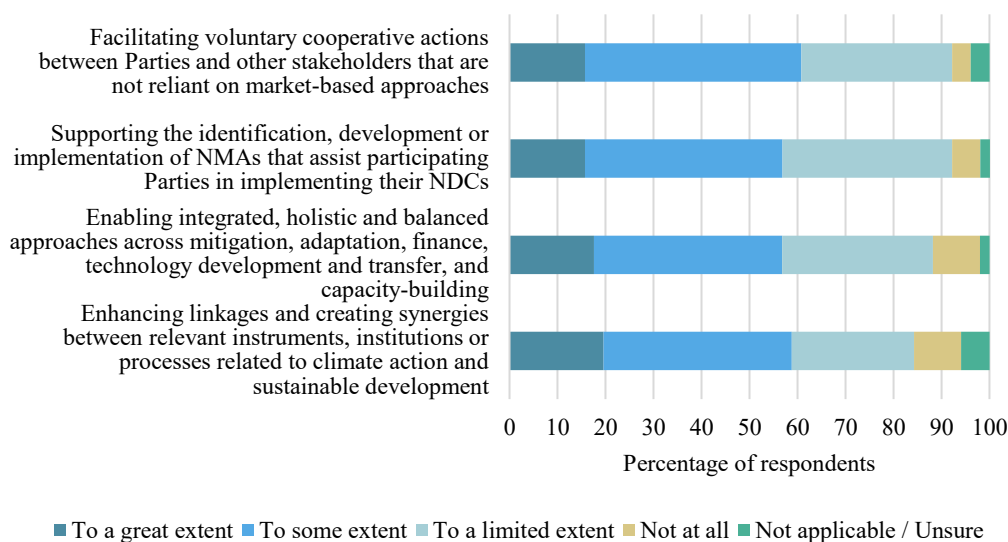 Facilitating voluntary cooperative actions
between Parties and other stakeholders that are
not reliant on market-based approaches
Supporting the identification, development or
implementation of NMAs that assist participating
Parties in implementing their NDCs
Enabling integrated, holistic and balanced
approaches across mitigation, adaptation, finance,
technology development and transfer, and
capacity-building
Enhancing linkages and creating synergies
between relevant instruments, institutions or
processes related to climate action and
sustainable development
0 10 20 30 40 50 60 70 80 90 100
Percentage of respondents
To a great extent To some extent To a limited extent Not at all Not applicable / Unsure